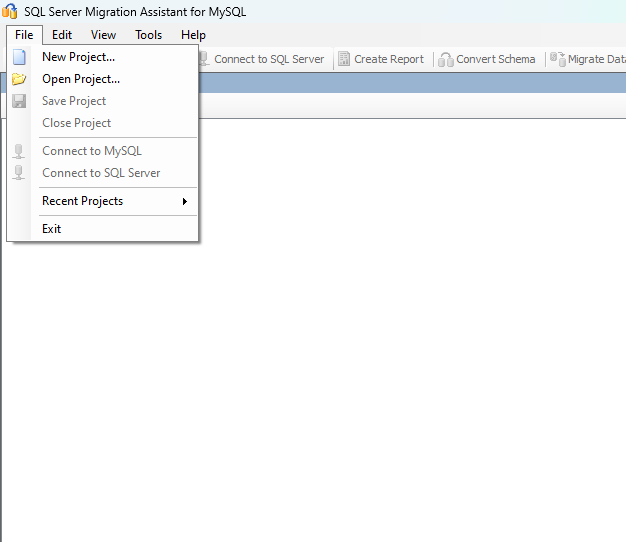 SQL Server Migration Assistant for MySQL
File Edit View Tools Help
Connect to SQL Server Create Report Convert Schema Migrate Data
New Project...
Open Project...
Save Project
Close Project
Connect to MySQL
Connect to SQL Server
Recent Projects
Exit